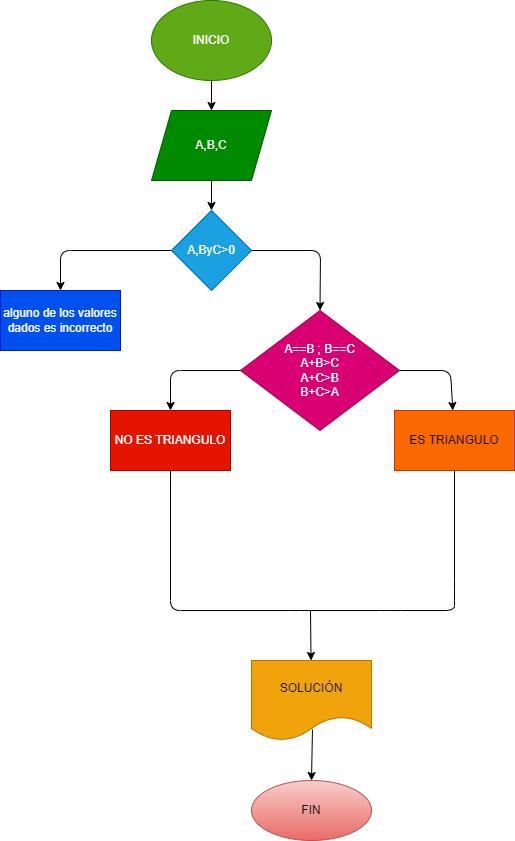 INICIO
A,B,C
A,ByC>0
alguno de los valores
dados es incorrecto
A==B ; B==C
A+B>C
A+C>B
B+C>A
NO ES TRIANGULO
ES TRIANGULO
SOLUCIÓN
FIN